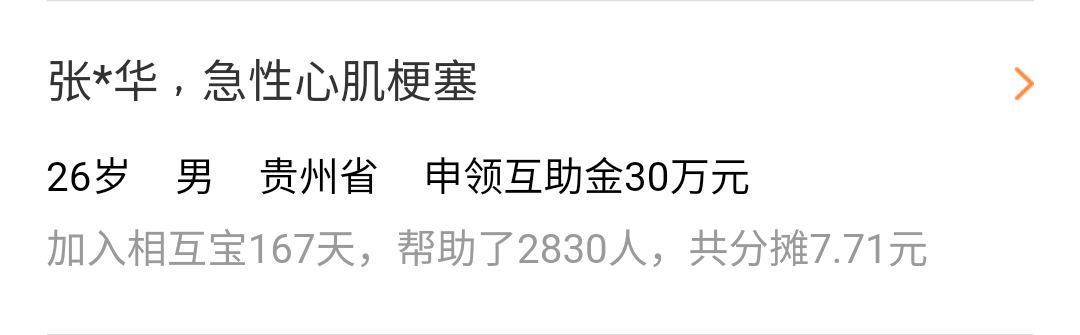 张*华，急性心肌梗塞
26岁 男 贵州省 申领互助金30万元
加入相互宝167天，帮助了2830人，共分摊7.71元